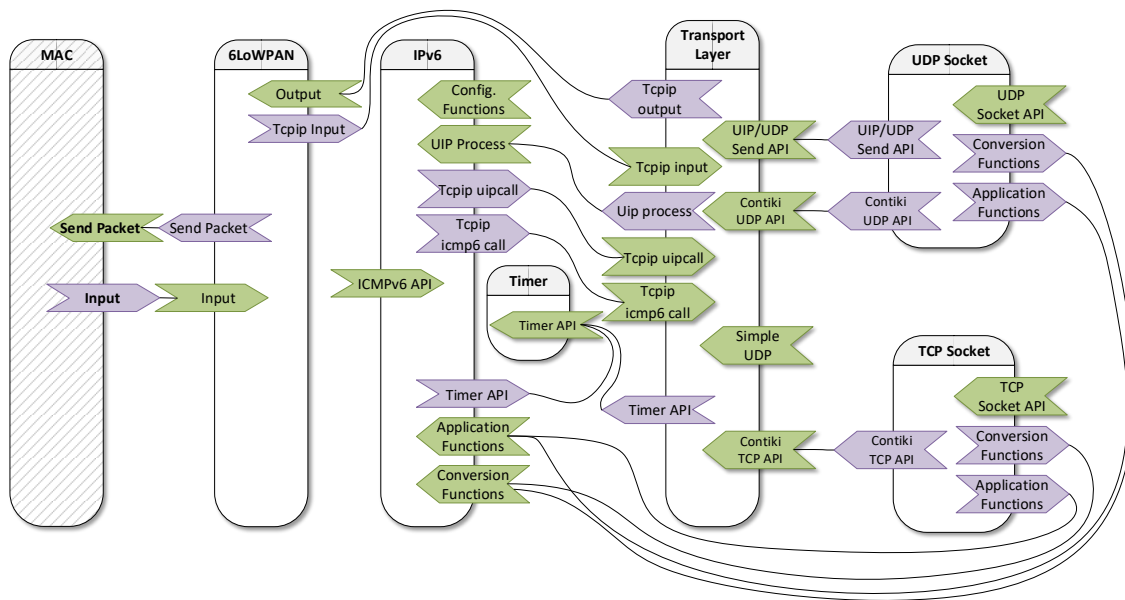 MAC
Send Packet
Input
6LoWPAN
Output
Tcpip Input
Send Packet
Input
IPv6
Config.
Functions
UIP Process
Tcpip uipcall
Tcpip
icmp6 call
ICMPv6 API
Timer API
Application
Functions
Conversion
Functions
Timer
Timer API
Transport
Layer
Tcpip
output
UIP/UDP
Send API
Tcpip input
Uip process
Contiki
UDP API
Tcpip uipcall
Tcpip
icmp6 call
Simple
UDP
Timer API
Contiki
TCP API
UDP Socket
UDP
Socket API
UIP/UDP
Send API
Conversion
Functions
Contiki
UDP API
Application
Functions
TCP Socket
TCP
Socket API
Contiki
TCP API
Conversion
Functions
Application
Functions